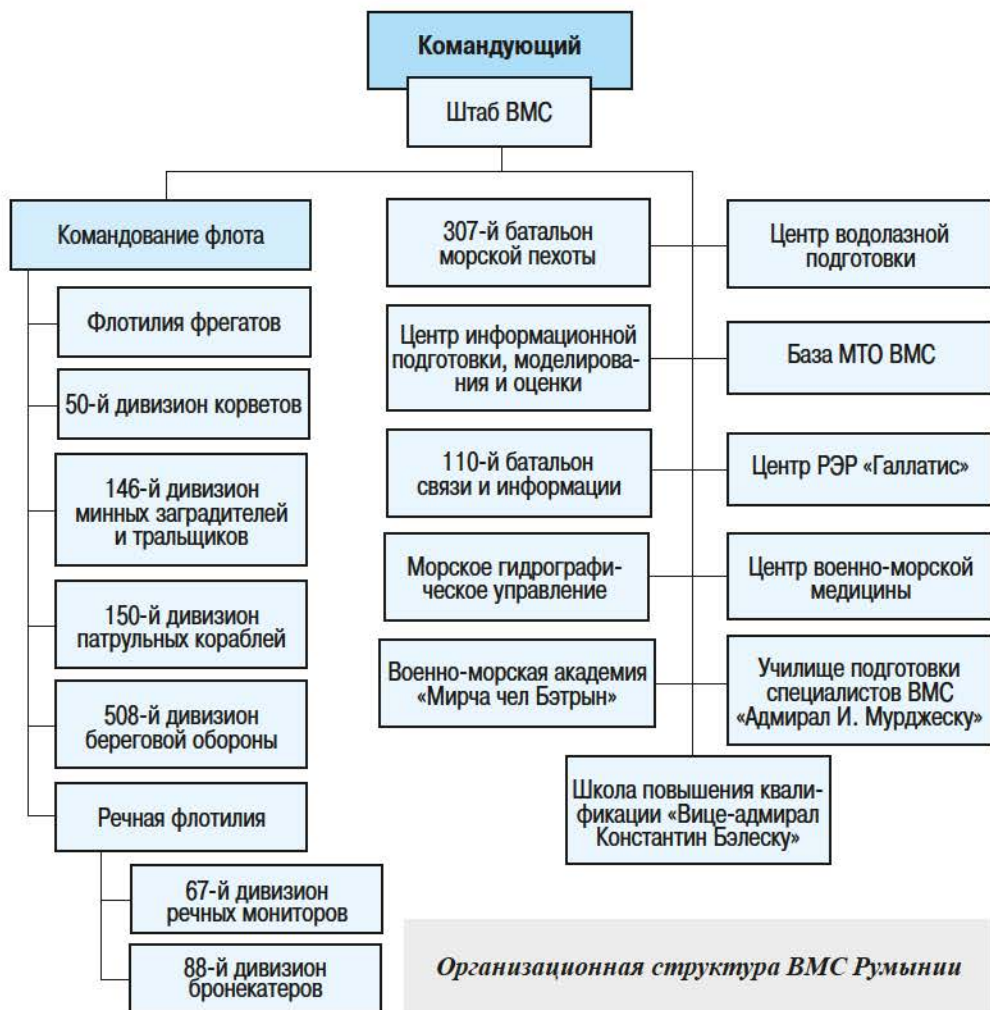 Командующий
Штаб ВМС
Командование флота
Флотилия фрегатов
50-й дивизион корветов
146-й дивизион
минных заградителей
и тральщиков
150-й дивизион
патрульных кораблей
508-й дивизион
береговой обороны
Речная флотилия
67-й дивизион
речных мониторов
88-й дивизион
бронекатеров
307-й батальон
морской пехоты
Центр водолазной
подготовки
Центр информационной
подготовки, моделирова-
ния и оценки
База МТО ВМС
110-й батальон
связи и информации
Центр РЭР «Галлатис»
Морское гидрографи-
ческое управление
Центр военно-морской
медицины
Военно-морская академия
«Мирча чел Бэтрын»
Училище подготовки
специалистов ВМС
«Адмирал И. Мурджеску»
Школа повышения квали-
фикации «Вице-адмирал
Константин Бэлеску»
Организационная структура ВМС Румынии